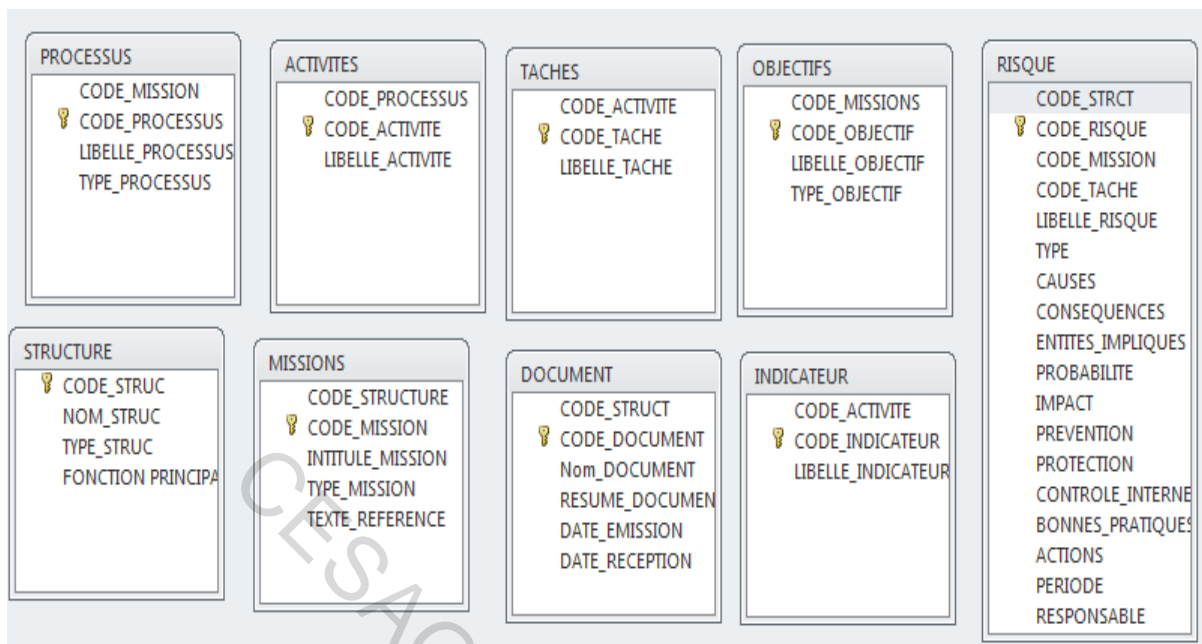 PROCESSUS
CODE_MISSION
CODE_PROCESSUS
LIBELLE_PROCESSUS
TYPE_PROCESSUS
ACTIVITES
CODE_PROCESSUS
CODE_ACTIVITE
LIBELLE_ACTIVITE
TACHES
CODE_ACTIVITE
CODE_TACHE
LIBELLE_TACHE
OBJECTIFS
CODE_MISSIONS
CODE_OBJECTIF
LIBELLE_OBJECTIF
TYPE_OBJECTIF
RISQUE
CODE_STRCT
CODE_RISQUE
CODE_MISSION
CODE_TACHE
LIBELLE_RISQUE
TYPE
CAUSES
CONSEQUENCES
ENTITES_IMPLIQUES
PROBABILITE
IMPACT
PREVENTION
PROTECTION
CONTROLE_INTERNE
BONNES_PRATIQUES
ACTIONS
PERIODE
RESPONSABLE
STRUCTURE
CODE_STRUC
NOM_STRUC
TYPE_STRUC
FONCTION PRINCIPA
MISSIONS
CODE_STRUCTURE
CODE_MISSION
INTITULE_MISSION
TYPE_MISSION
TEXTE_REFERENCE
DOCUMENT
CODE_STRUCT
CODE_DOCUMENT
Nom_DOCUMENT
RESUME_DOCUMEN
DATE_EMISSION
DATE_RECEPTION
INDICATEUR
CODE_ACTIVITE
CODE_INDICATEUR
LIBELLE_INDICATEUR
CESAG